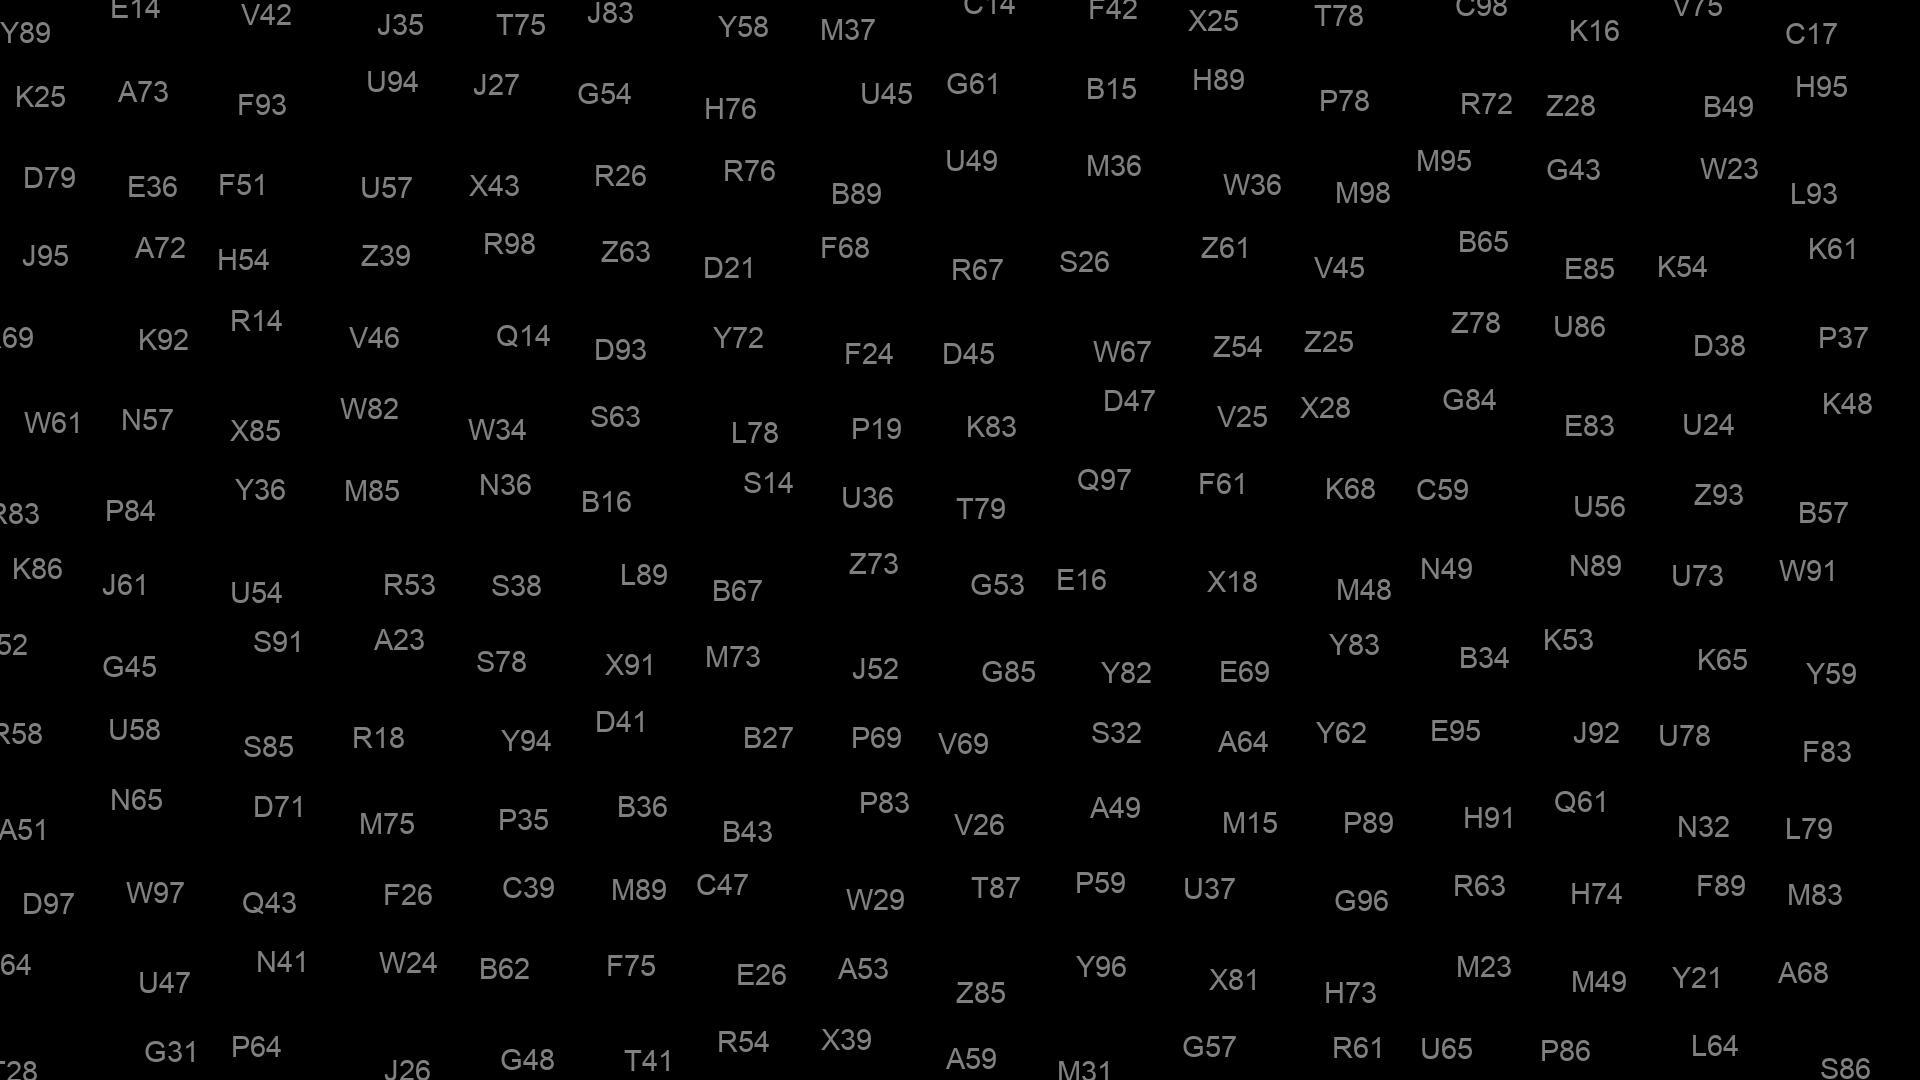 Y89 E14 V42 J35 T75 J83 Y58 M37 C14 F42 X25 T78 C98 K16 V75 C17
K25 A73 F93 U94 J27 G54 H76 U45 G61 B15 H89 P78 R72 Z28 B49 H95
D79 E36 F51 U57 X43 R26 R76 B89 U49 M36 W36 M98 M95 G43 W23 L93
J95 A72 H54 Z39 R98 Z63 D21 F68 R67 S26 Z61 V45 B65 E85 K54 K61
69 K92 R14 V46 Q14 D93 Y72 F24 D45 W67 Z54 Z25 Z78 U86 D38 P37
W61 N57 X85 W82 W34 S63 L78 P19 K83 D47 V25 X28 G84 E83 U24 K48
R83 P84 Y36 M85 N36 B16 S14 U36 T79 Q97 F61 K68 C59 U56 Z93 B57
K86 J61 U54 R53 S38 L89 B67 Z73 G53 E16 X18 M48 N49 N89 U73 W91
52 G45 S91 A23 S78 X91 M73 J52 G85 Y82 E69 Y83 B34 K53 K65 Y59
R58 U58 S85 R18 Y94 D41 B27 P69 V69 S32 A64 Y62 E95 J92 U78 F83
A51 N65 D71 M75 P35 B36 B43 P83 V26 A49 M15 P89 H91 Q61 N32 L79
D97 W97 Q43 F26 C39 M89 C47 W29 T87 P59 U37 G96 R63 H74 F89 M83
64 U47 N41 W24 B62 F75 E26 A53 Z85 Y96 X81 H73 M23 M49 Y21 A68
T28 G31 P64 J26 G48 T41 R54 X39 A59 M31 G57 R61 U65 P86 L64 S86